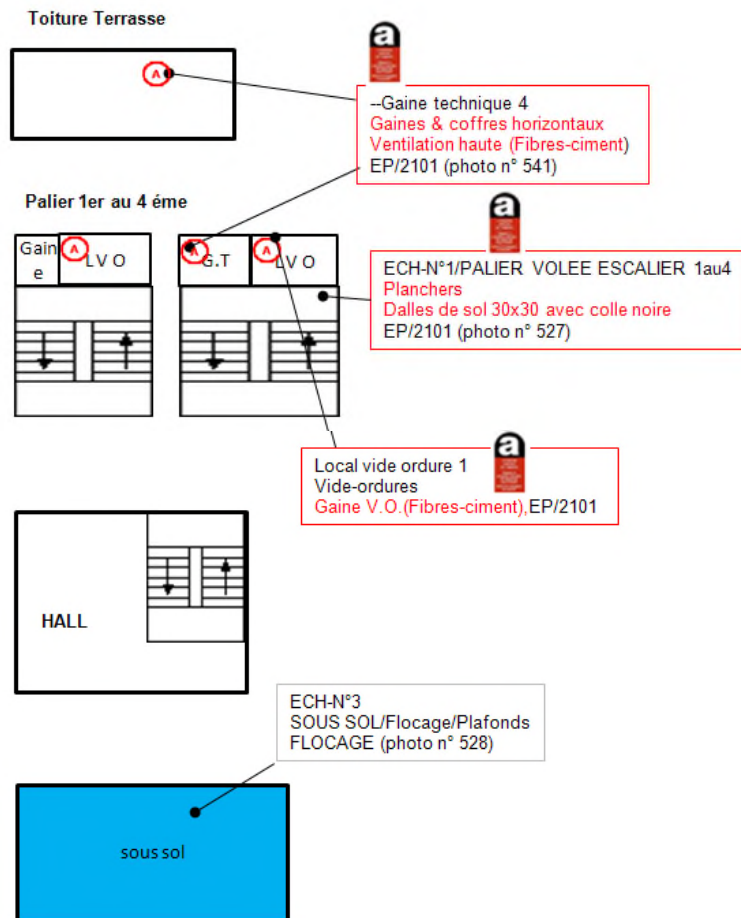 Toiture Terrasse
A
a
--Gaine technique 4
Gaines & coffres horizontaux
Ventilation haute (Fibres-ciment)
EP/2101 (photo n° 541)
Palier 1er au 4 éme
Gain
e
A
L V O
A
G.T
A
L V O
a
ECH-N°1/PALIER VOLEE ESCALIER 1au4
Planchers
Dalles de sol 30x30 avec colle noire
EP/2101 (photo n° 527)
a
Local vide ordure 1
Vide-ordures
Gaine V.O.(Fibres-ciment),EP/2101
HALL
ECH-N°3
SOUS SOL/Flocage/Plafonds
FLOCAGE (photo n° 528)
sous sol